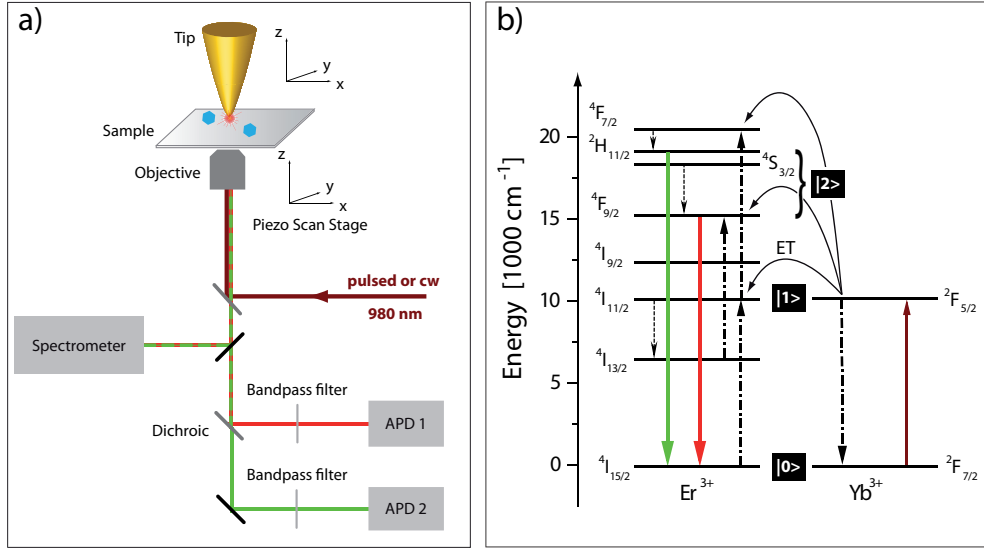 a)
Tip
z
y
x
Sample
Objective
z
y
x
Piezo Scan Stage
pulsed or cw
980 nm
Spectrometer
Bandpass filter
APD 1
Dichroic
Bandpass filter
APD 2
b)
Energy [1000 cm⁻¹]
20
15
10
5
0
⁴F₇/₂
²H₁₁/₂
⁴S₃/₂
|2>
⁴F₉/₂
⁴I₉/₂
ET
⁴I₁₁/₂
|1>
²F₅/₂
⁴I₁₃/₂
⁴I₁₅/₂
|0>
²F₇/₂
Er³⁺
Yb³⁺